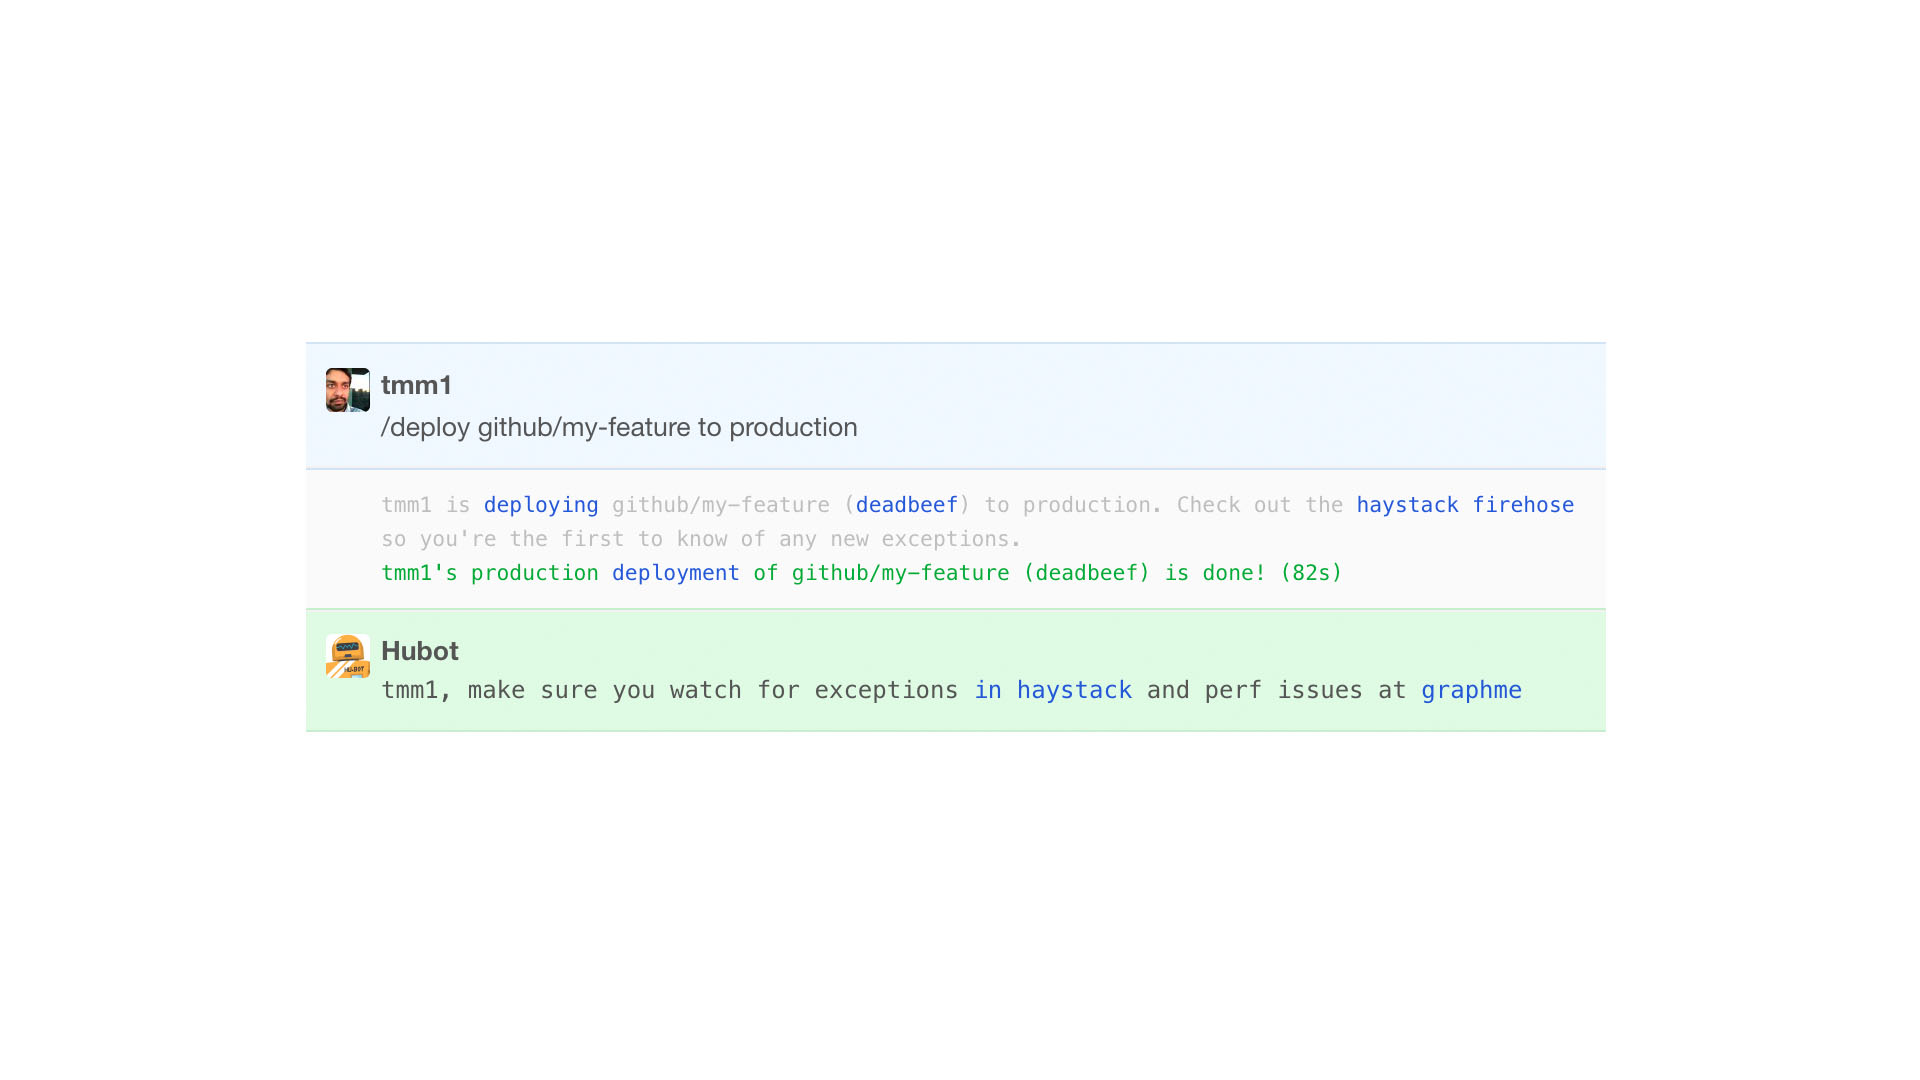 tmm1
/deploy github/my-feature to production
tmm1 is deploying github/my-feature (deadbeef) to production. Check out the haystack firehose
so you're the first to know of any new exceptions.
tmm1's production deployment of github/my-feature (deadbeef) is done! (82s)
Hubot
HUBOT
tmm1, make sure you watch for exceptions in haystack and perf issues at graphme